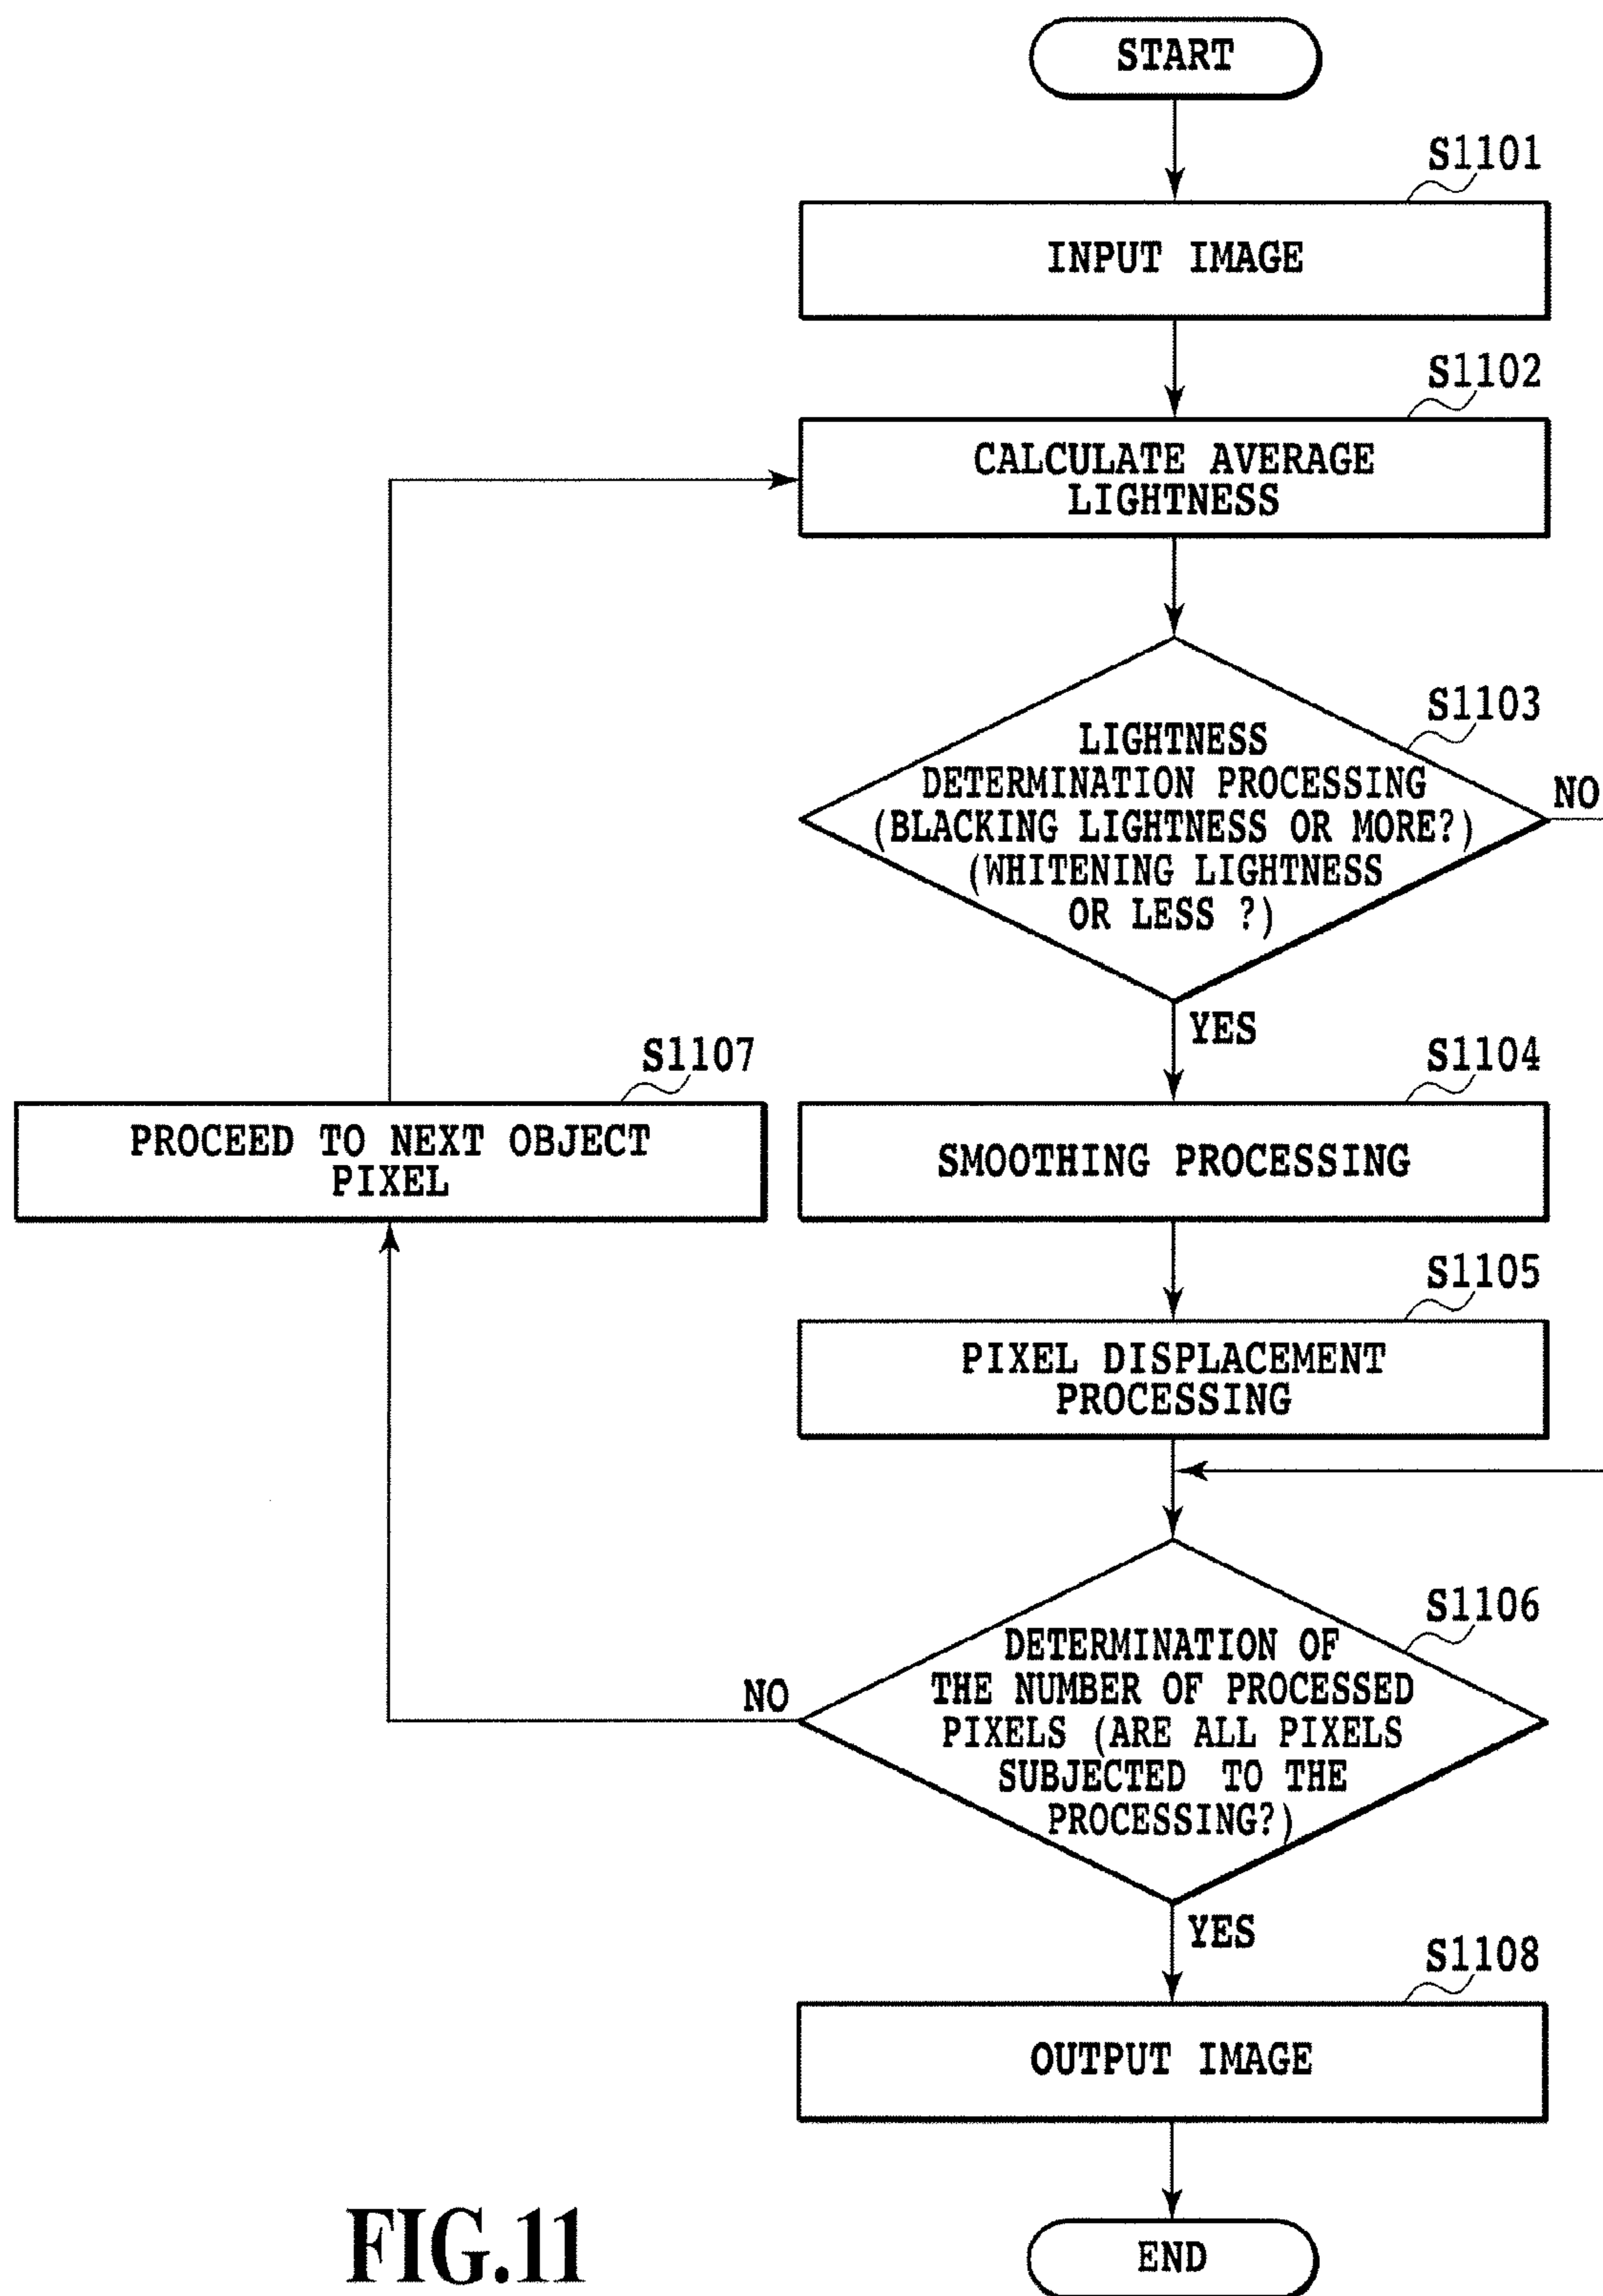 START
S1101
INPUT IMAGE
S1102
CALCULATE AVERAGE
LIGHTNESS
S1103
LIGHTNESS
DETERMINATION PROCESSING
(BLACKING LIGHTNESS OR MORE?)
(WHITENING LIGHTNESS
OR LESS ?)
NO
YES
S1107
PROCEED TO NEXT OBJECT
PIXEL
S1104
SMOOTHING PROCESSING
S1105
PIXEL DISPLACEMENT
PROCESSING
S1106
DETERMINATION OF
THE NUMBER OF PROCESSED
PIXELS (ARE ALL PIXELS
SUBJECTED TO THE
PROCESSING?)
NO
YES
S1108
OUTPUT IMAGE
END
FIG.11